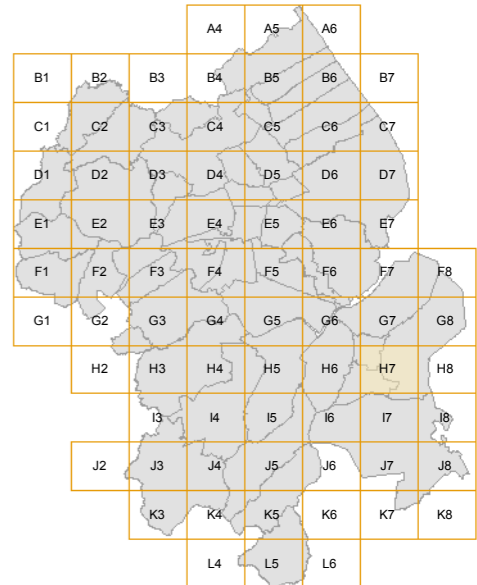 A4 A5 A6
B1 B2 B3 B4 B5 B6 B7
C1 C2 C3 C4 C5 C6 C7
D1 D2 D3 D4 D5 D6 D7
E1 E2 E3 E4 E5 E6 E7
F1 F2 F3 F4 F5 F6 F7 F8
G1 G2 G3 G4 G5 G6 G7 G8
H2 H3 H4 H5 H6 H7 H8
I3 I4 I5 I6 I7 I8
J2 J3 J4 J5 J6 J7 J8
K3 K4 K5 K6 K7 K8
L4 L5 L6